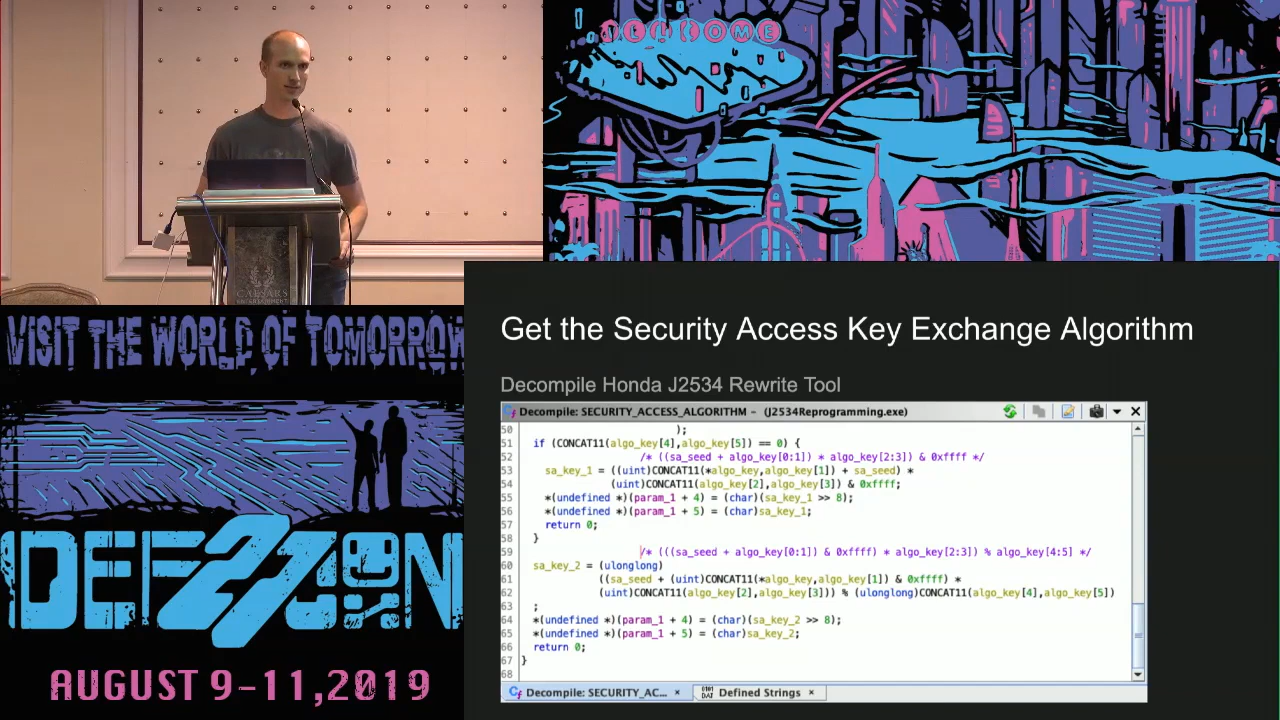 WELCOME
CAESARS
ENTERTAINMENT
VISIT THE WORLD OF TOMORROW
DEF CON
AUGUST 9-11,2019
Get the Security Access Key Exchange Algorithm
Decompile Honda J2534 Rewrite Tool
Decompile: SECURITY_ACCESS_ALGORITHM - (J2534Reprogramming.exe)
50 );
51 if (CONCAT11(algo_key[4],algo_key[5]) == 0) {
52 /* ((sa_seed + algo_key[0:1]) * algo_key[2:3]) & 0xffff */
53 sa_key_1 = ((uint)CONCAT11(*algo_key,algo_key[1]) + sa_seed) *
54 (uint)CONCAT11(algo_key[2],algo_key[3]) & 0xffff;
55 *(undefined *)(param_1 + 4) = (char)(sa_key_1 >> 8);
56 *(undefined *)(param_1 + 5) = (char)sa_key_1;
57 return 0;
58 }
59 /* (((sa_seed + algo_key[0:1]) & 0xffff) * algo_key[2:3]) % algo_key[4:5] */
60 sa_key_2 = (ulonglong)
61 ((sa_seed + (uint)CONCAT11(*algo_key,algo_key[1]) & 0xffff) *
62 (uint)CONCAT11(algo_key[2],algo_key[3])) % (ulonglong)CONCAT11(algo_key[4],algo_key[5])
63 ;
64 *(undefined *)(param_1 + 4) = (char)(sa_key_2 >> 8);
65 *(undefined *)(param_1 + 5) = (char)sa_key_2;
66 return 0;
67 }
68
Decompile: SECURITY_AC... ×
0101
DAT
Defined Strings ×